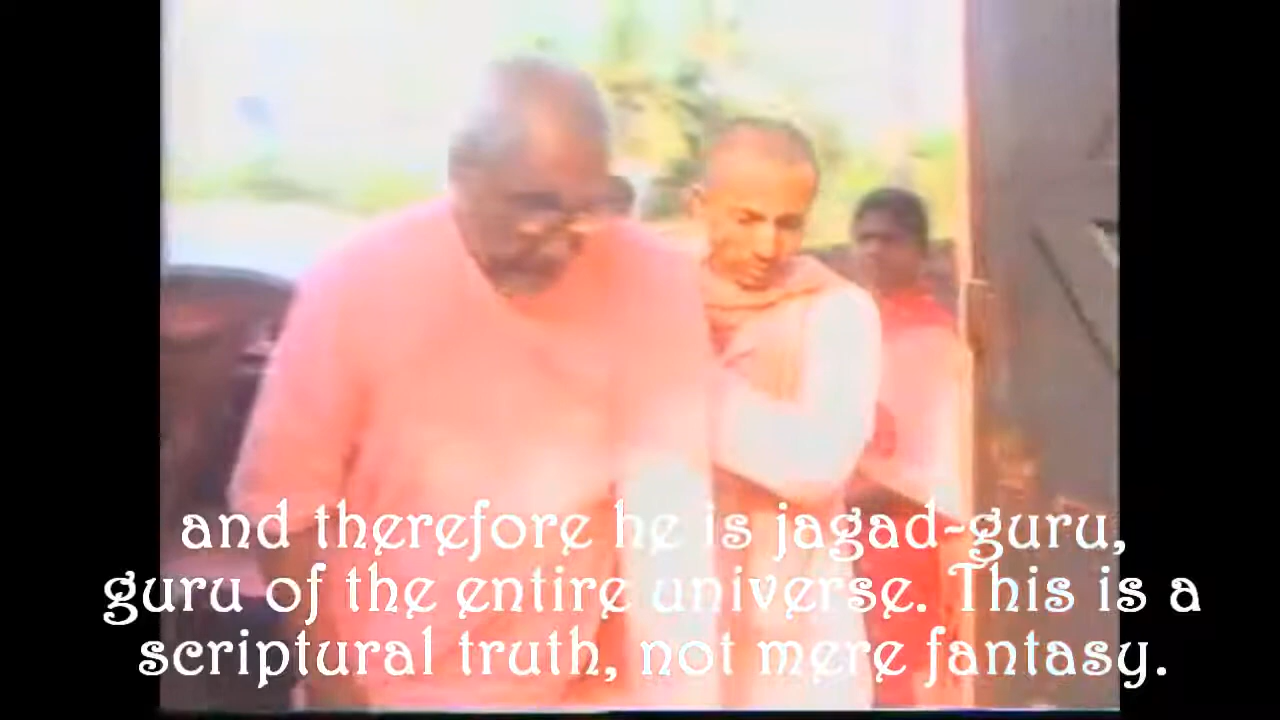 and therefore he is jagad-guru,
guru of the entire universe. This is a
scriptural truth, not mere fantasy.